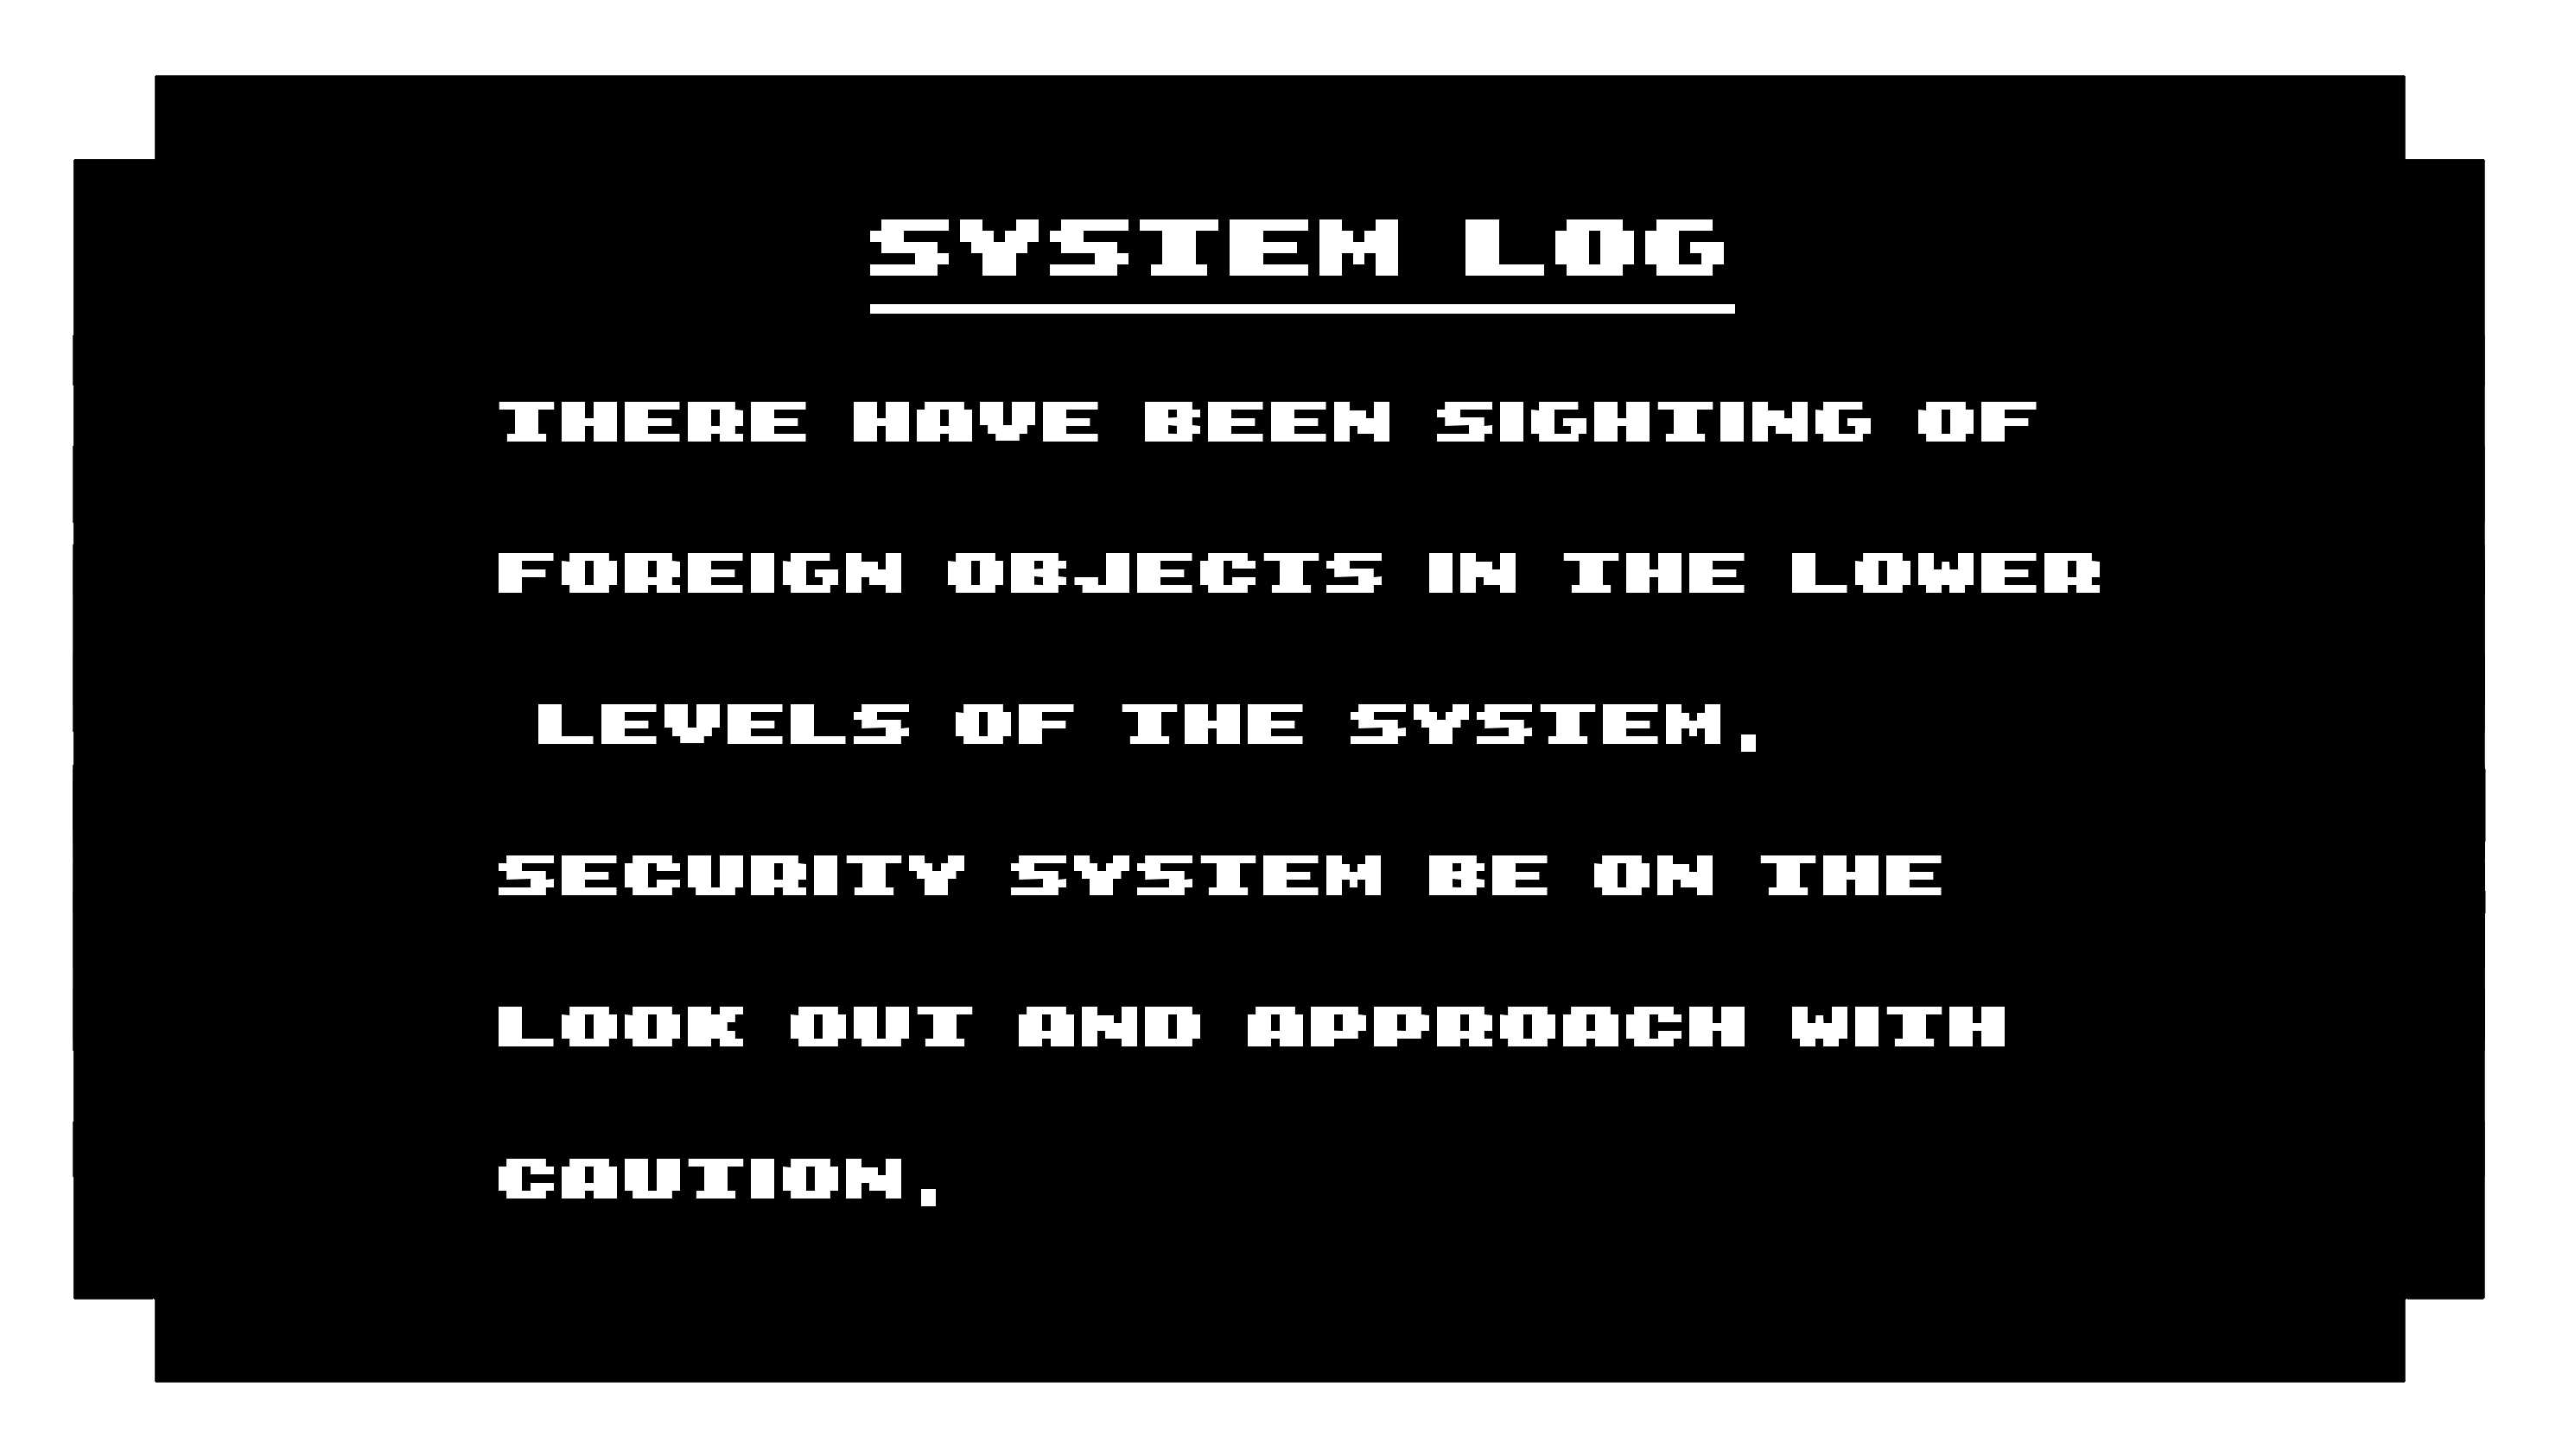 SYSTEM LOG
THERE HAVE BEEN SIGHTING OF
FOREIGN OBJECTS IN THE LOWER
LEVELS OF THE SYSTEM.
SECURITY SYSTEM BE ON THE
LOOK OUT AND APPROACH WITH
CAUTION.